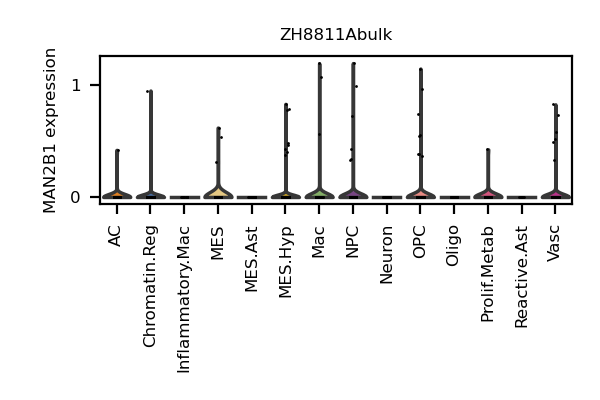 ZH8811Abulk
MAN2B1 expression
1
0
AC
Chromatin.Reg
Inflammatory.Mac
MES
MES.Ast
MES.Hyp
Mac
NPC
Neuron
OPC
Oligo
Prolif.Metab
Reactive.Ast
Vasc